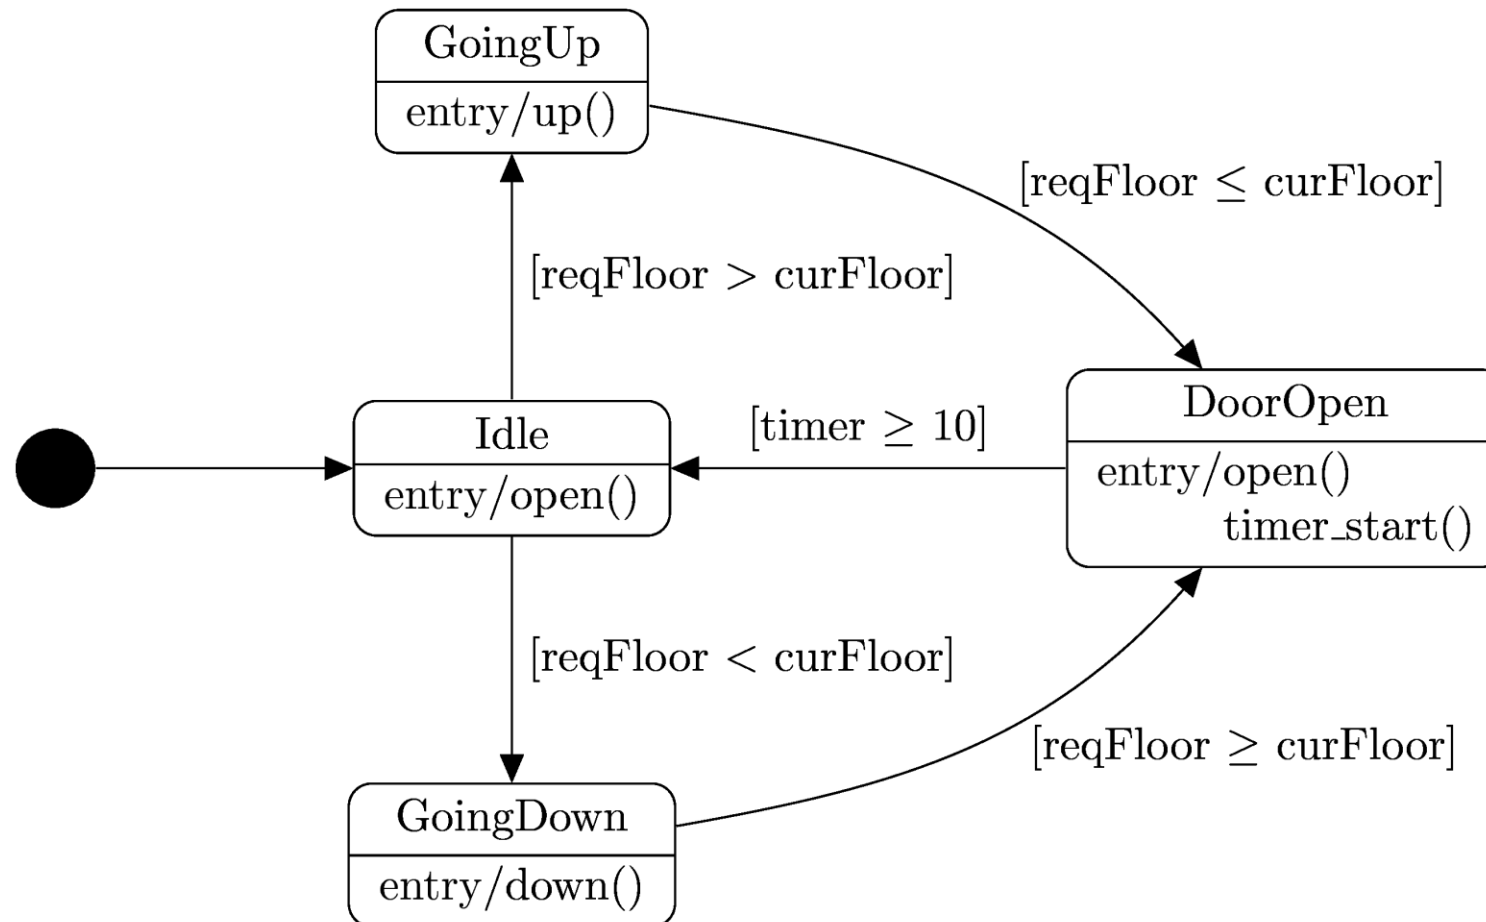 GoingUp
entry/up()
[reqFloor ≤ curFloor]
[reqFloor > curFloor]
Idle
entry/open()
[timer ≥ 10]
DoorOpen
entry/open()
timer_start()
[reqFloor < curFloor]
[reqFloor ≥ curFloor]
GoingDown
entry/down()